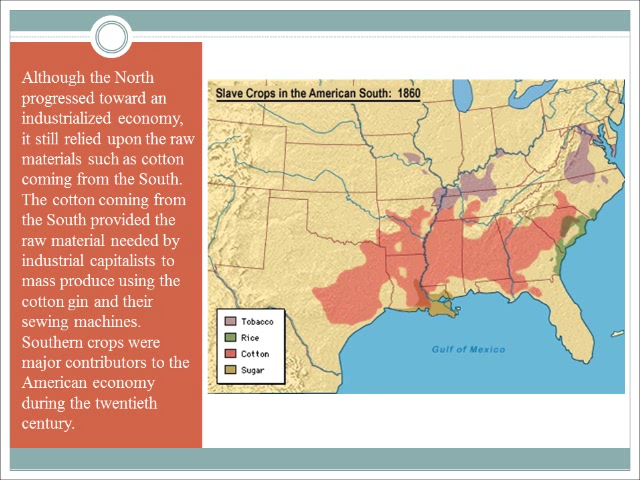 Although the North
progressed toward an
industrialized economy,
it still relied upon the raw
materials such as cotton
coming from the South.
The cotton coming from
the South provided the
raw material needed by
industrial capitalists to
mass produce using the
cotton gin and their
sewing machines.
Southern crops were
major contributors to the
American economy
during the twentieth
century.
Slave Crops in the American South: 1860
Tobacco
Rice
Cotton
Sugar
Gulf of Mexico